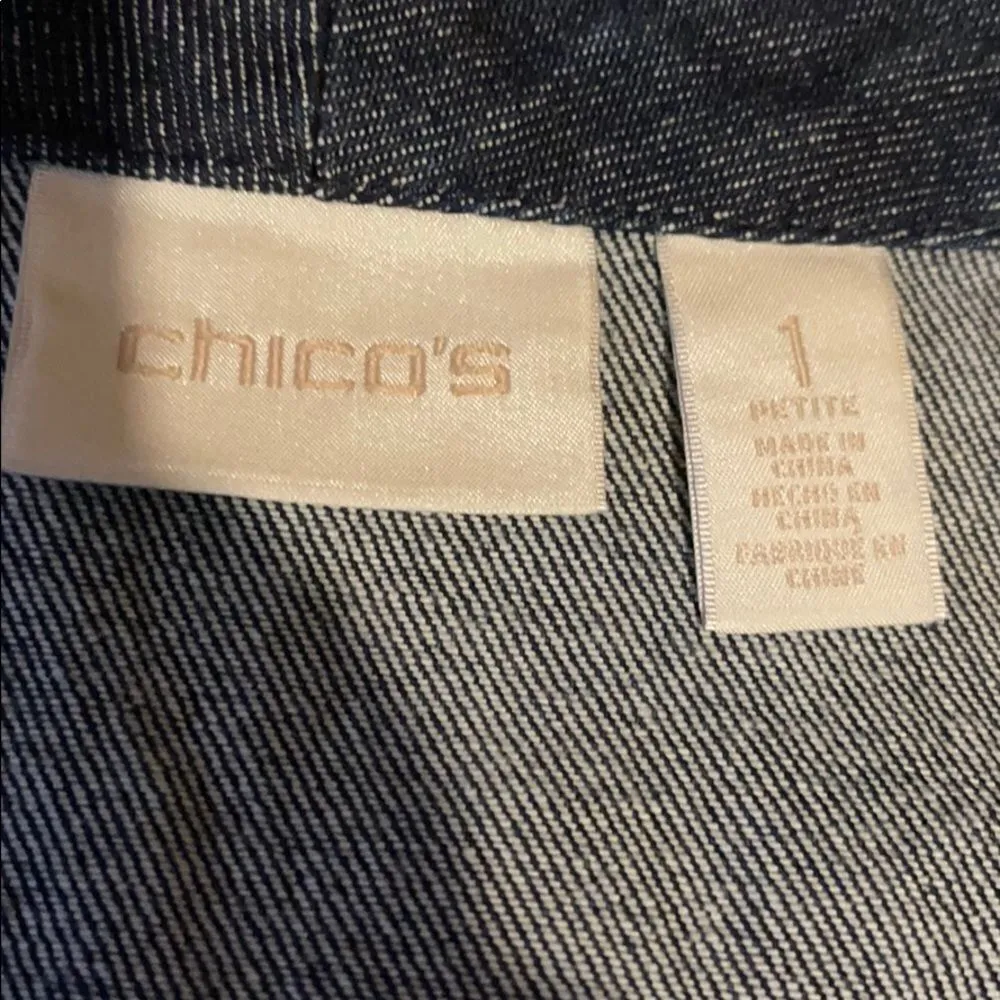 chico's
1
PETITE
MADE IN
CHINA
HECHO EN
CHINA
FABRIQUE EN
CHINE